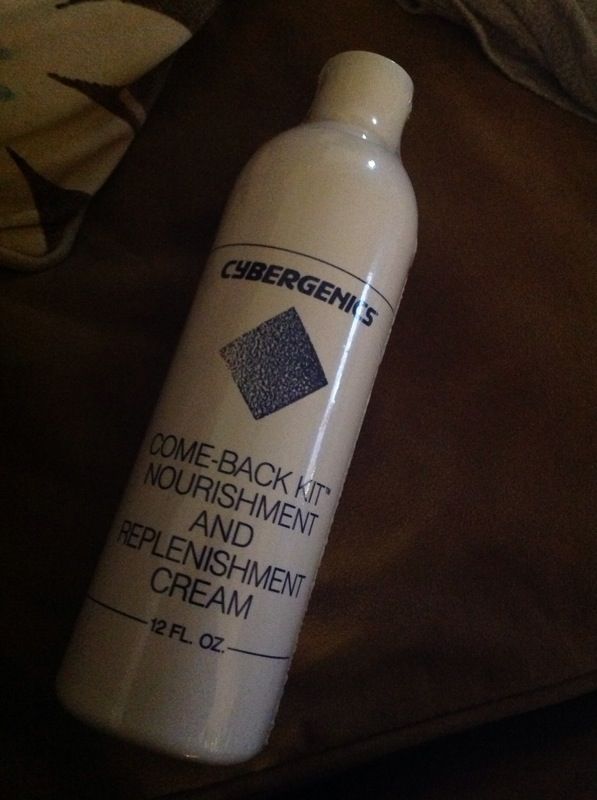 CYBERGENICS
COME-BACK KIT™
NOURISHMENT
AND
REPLENISHMENT
CREAM
12 FL. OZ.